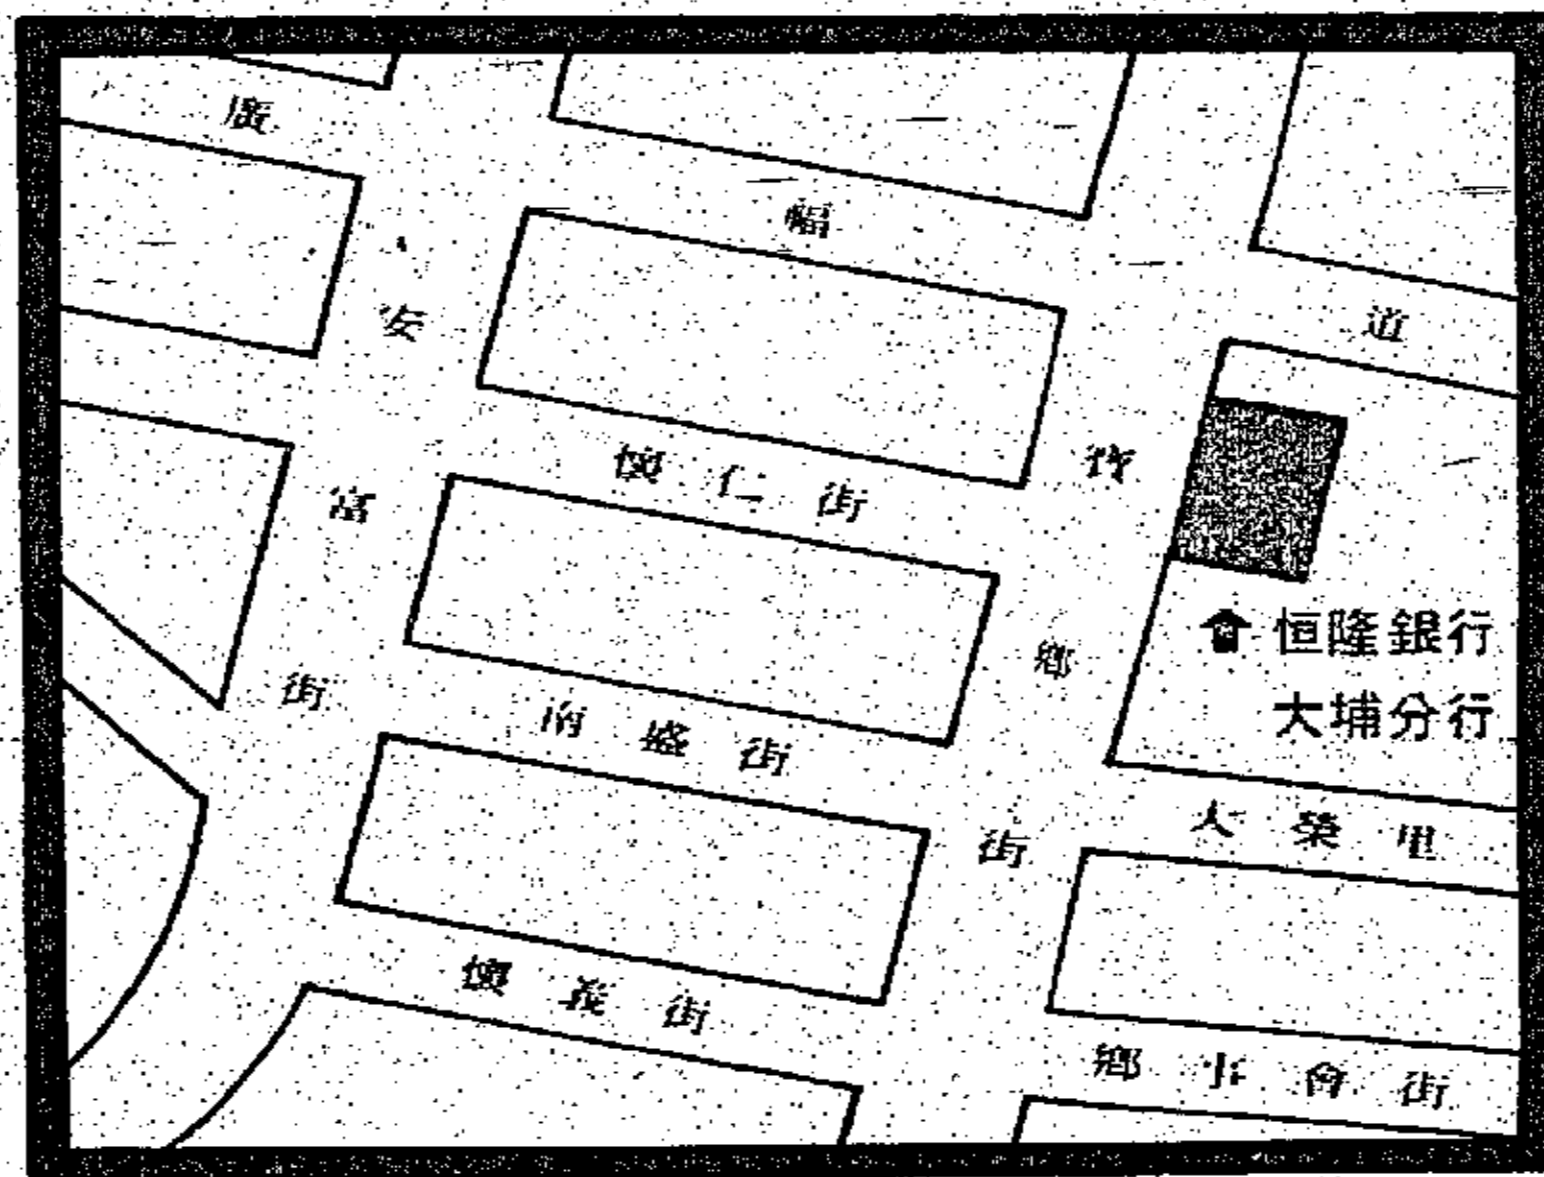 廣福道
安富街
懷仁街
寶鄉街
恒隆銀行
大埔分行
南盛街
大榮里
懷義街
鄉事會街